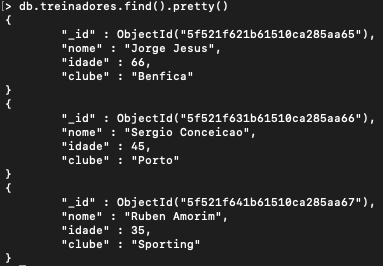 [> db.treinadores.find().pretty()
{
"_id" : ObjectId("5f521f621b61510ca285aa65"),
"nome" : "Jorge Jesus",
"idade" : 66,
"clube" : "Benfica"
}
{
"_id" : ObjectId("5f521f631b61510ca285aa66"),
"nome" : "Sergio Conceicao",
"idade" : 45,
"clube" : "Porto"
}
{
"_id" : ObjectId("5f521f641b61510ca285aa67"),
"nome" : "Ruben Amorim",
"idade" : 35,
"clube" : "Sporting"
}